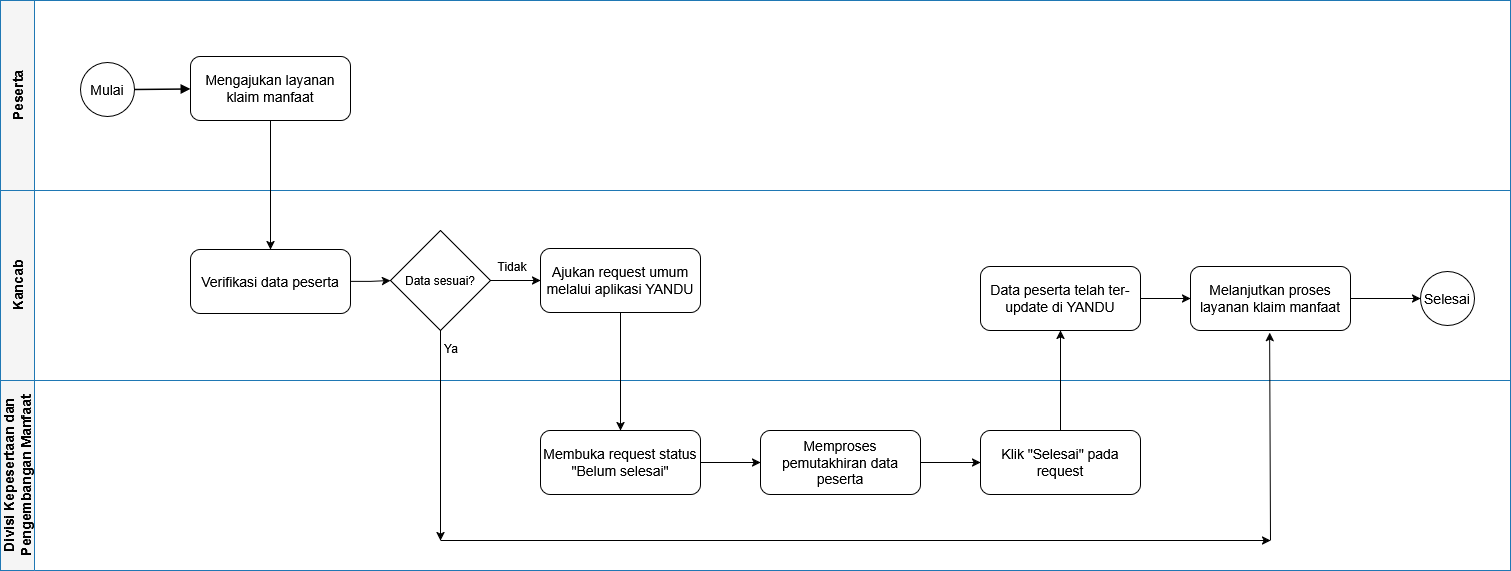 Peserta
Mulai
Mengajukan layanan
klaim manfaat
Kancab
Verifikasi data peserta
Data sesuai?
Tidak
Ya
Ajukan request umum
melalui aplikasi YANDU
Data peserta telah ter-
update di YANDU
Melanjutkan proses
layanan klaim manfaat
Selesai
Divisi Kepesertaan dan
Pengembangan Manfaat
Membuka request status
"Belum selesai"
Memproses
pemutakhiran data
peserta
Klik "Selesai" pada
request